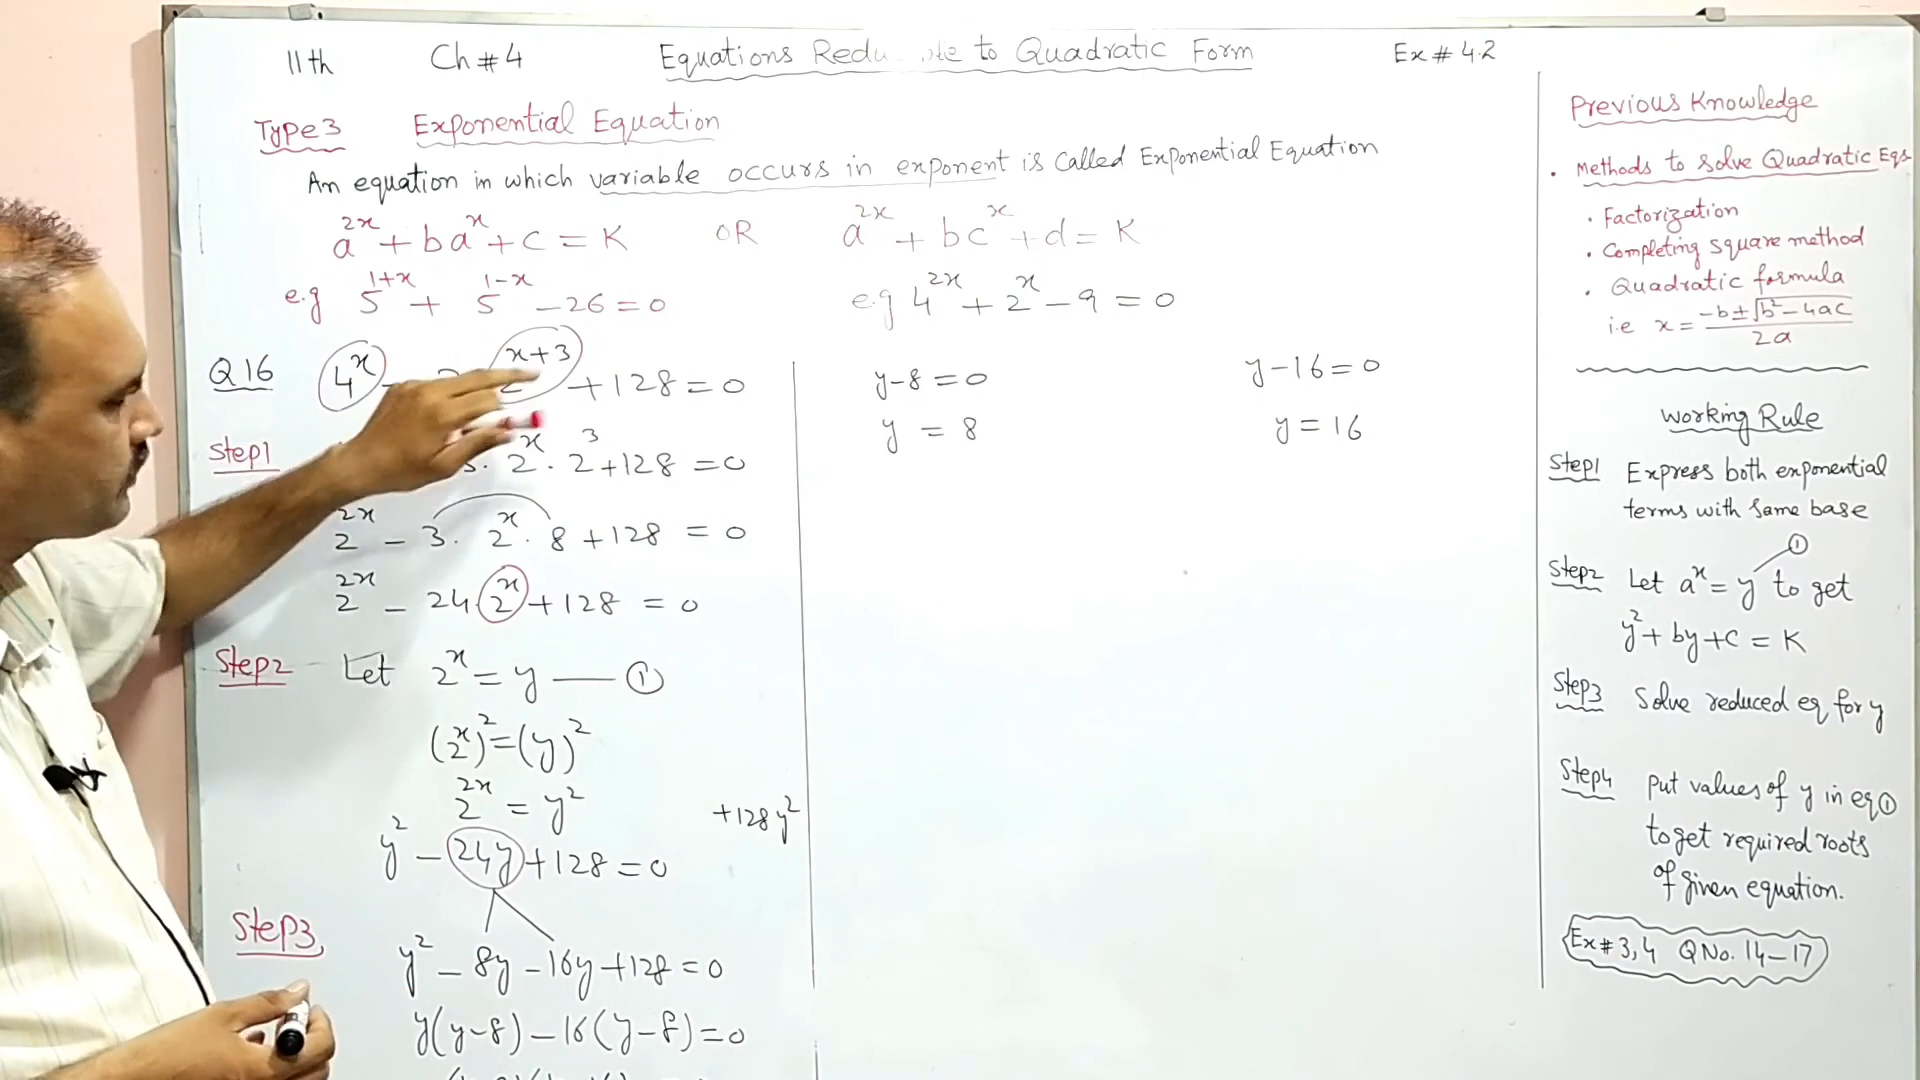 11th Ch # 4 Equations Redu to Quadratic Form Ex # 4.2
Type3 Exponential Equation
An equation in which variable occurs in exponent is called Exponential Equation
a^{2x} + b a^x + c = K OR a^{2x} + b c^x + d = K
e.g 5^{1+x} + 5^{1-x} - 26 = 0 e.g 4^{2x} + 2^x - 9 = 0
Q16 4^x - ^{x+3} + 128 = 0
Step1 . 2^x . 2^3 + 128 = 0
2^{2x} - 3 . 2^x . 8 + 128 = 0
2^{2x} - 24 . 2^x + 128 = 0
Step2 Let 2^x = y — ①
(2^x)^2 = (y)^2
2^{2x} = y^2
+128y^2
y^2 - 24y + 128 = 0
Step3
y^2 - 8y - 16y + 128 = 0
y(y-8) - 16(y-8) = 0
y-8 = 0 y-16 = 0
y = 8 y = 16
Previous Knowledge
. Methods to solve Quadratic Eqs
. Factorization
. Completing square method
. Quadratic formula
i.e x = \frac{-b±\sqrt{b^2-4ac}}{2a}
Working Rule
Step1 Express both exponential
terms with same base
①
Step2 Let a^x = y to get
y^2 + by + c = K
Step3 Solve reduced eq for y
Step4 Put values of y in eq ①
to get required roots
of given equation.
Ex # 3,4 Q No. 14-17